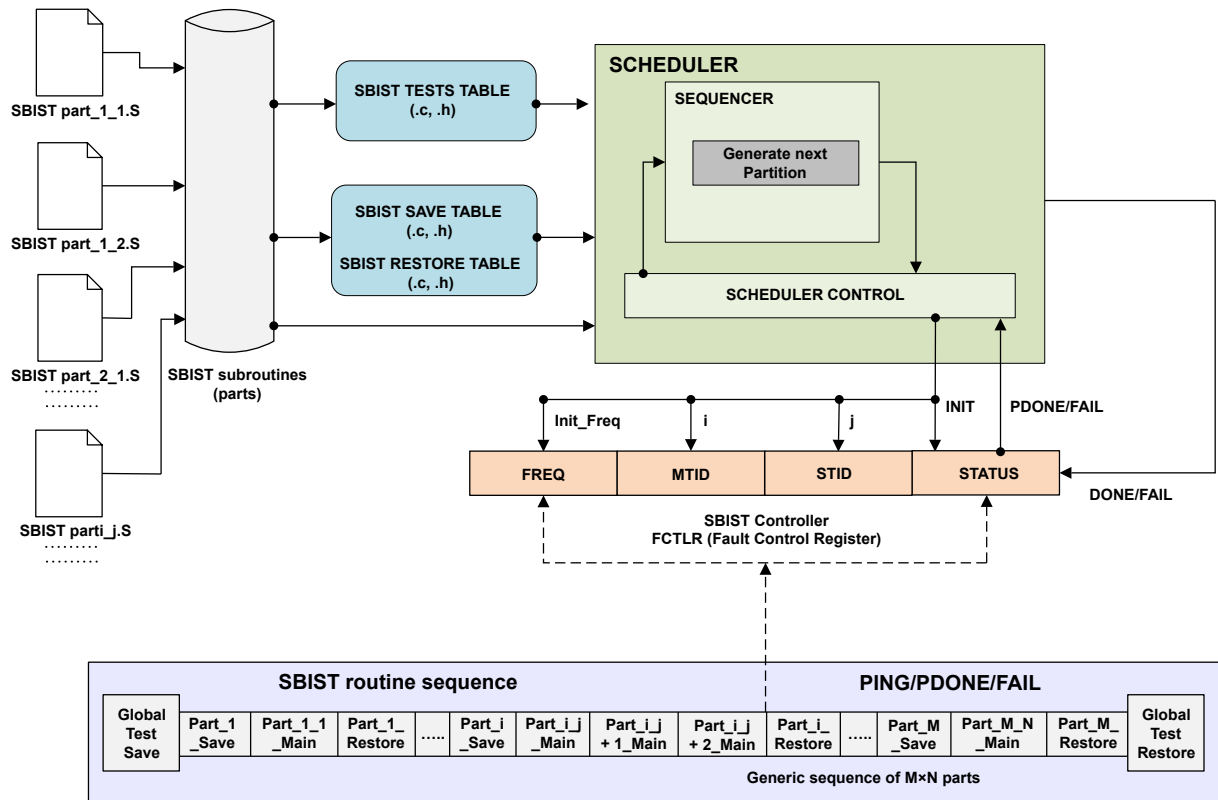 SBIST part_1_1.S
SBIST part_1_2.S
SBIST part_2_1.S
.........
.........
SBIST parti_j.S
.........
.........
SBIST subroutines
(parts)
SBIST TESTS TABLE
(.c, .h)
SBIST SAVE TABLE
(.c, .h)
SBIST RESTORE TABLE
(.c, .h)
SCHEDULER
SEQUENCER
Generate next
Partition
SCHEDULER CONTROL
Init_Freq
i
j
INIT
PDONE/FAIL
DONE/FAIL
FREQ
MTID
STID
STATUS
SBIST Controller
FCTLR (Fault Control Register)
SBIST routine sequence
PING/PDONE/FAIL
Global
Test
Save
Part_1
_Save
Part_1_1
_Main
Part_1_
Restore
.....
Part_i
_Save
Part_i_j
_Main
Part_i_j
+ 1_Main
Part_i_j
+ 2_Main
Part_i_
Restore
.....
Part_M
_Save
Part_M_N
_Main
Part_M_
Restore
Global
Test
Restore
Generic sequence of M×N parts